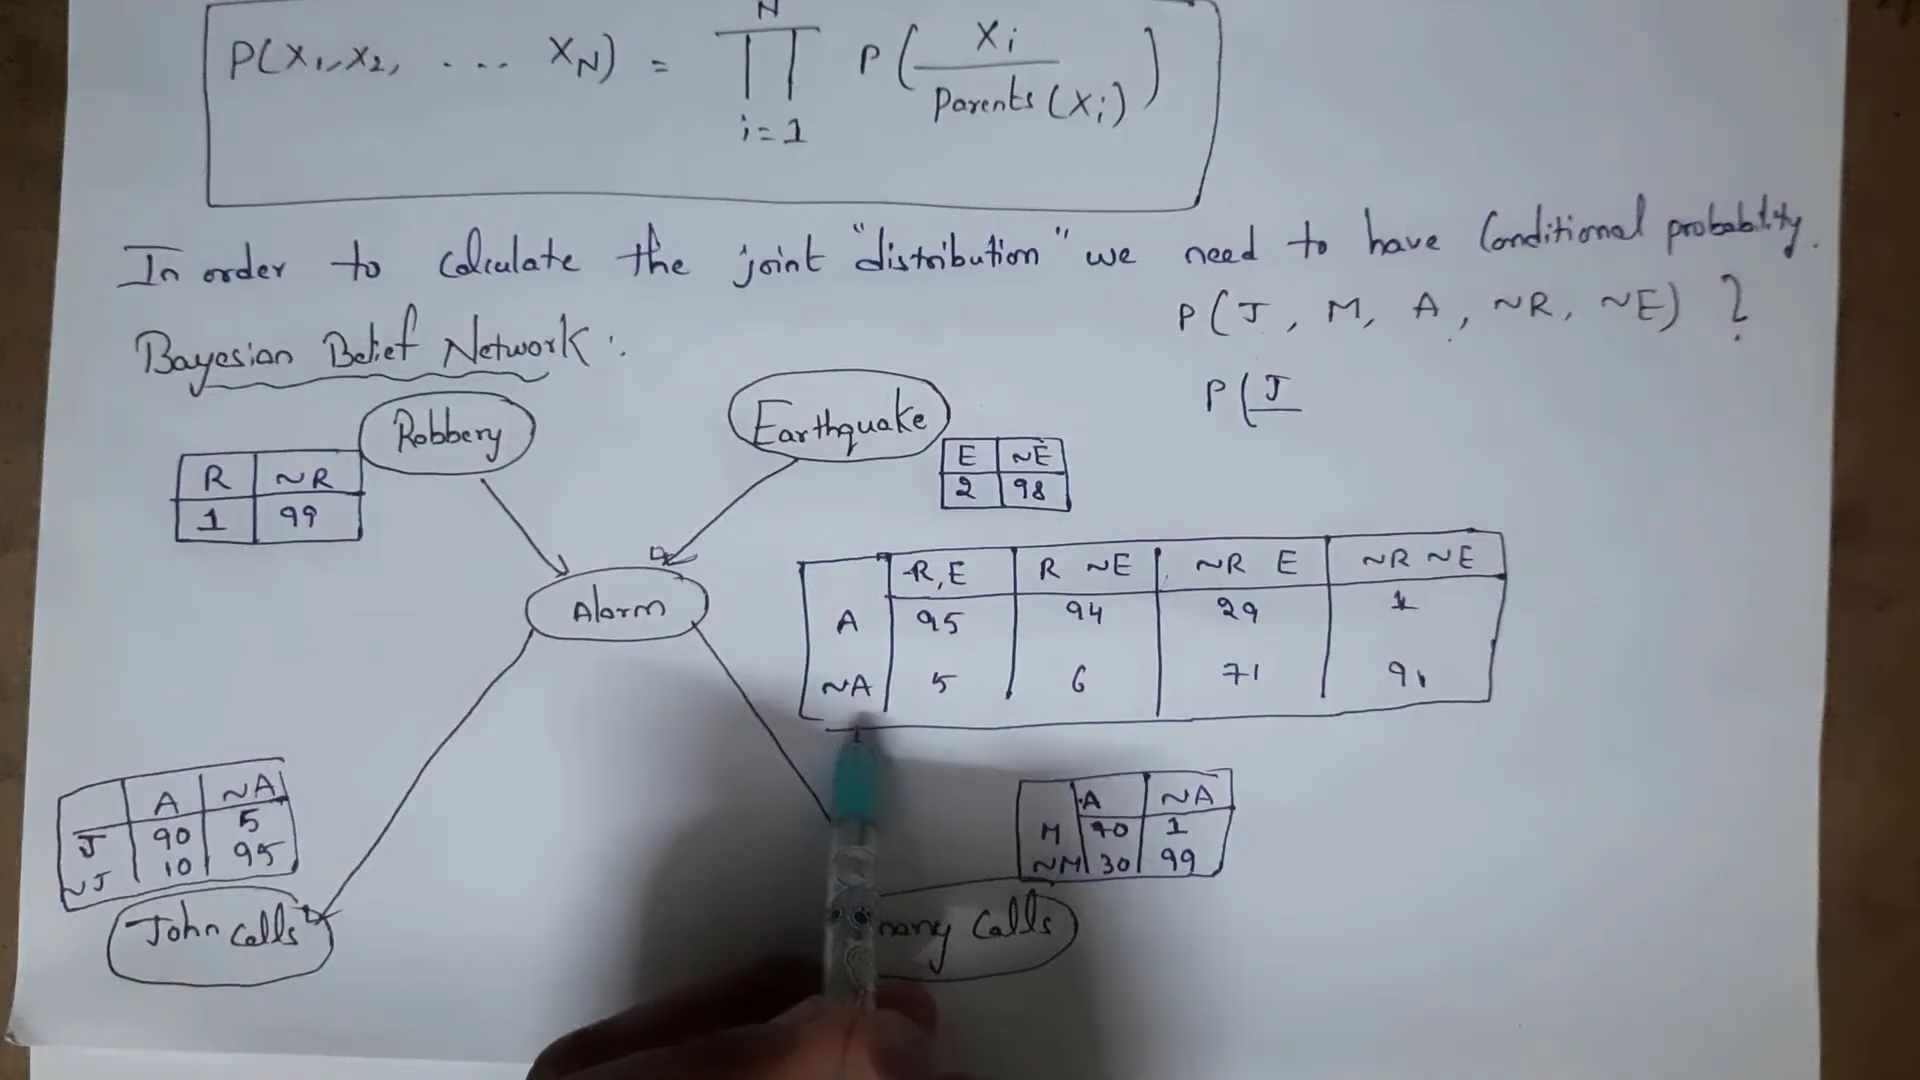 P(X1, X2, ... XN) = N ∏ i=1 P(Xi / Parents(Xi))
In order to calculate the joint "distribution" we need to have Conditional probability.
P(J, M, A, ~R, ~E) ?
Bayesian Belief Network :
P(J
Robbery
Earthquake
R ~R
1 99
E ~E
2 98
Alarm
R,E R ~E ~R E ~R ~E
A 95 94 29 1
~A 5 6 71
A ~A
J 90 5
~J 10 95
A ~A
M 1
~M 30 99
John calls
many calls